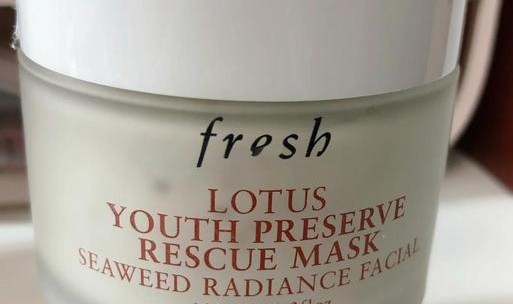 fresh
LOTUS
YOUTH PRESERVE
RESCUE MASK
SEAWEED RADIANCE FACIAL